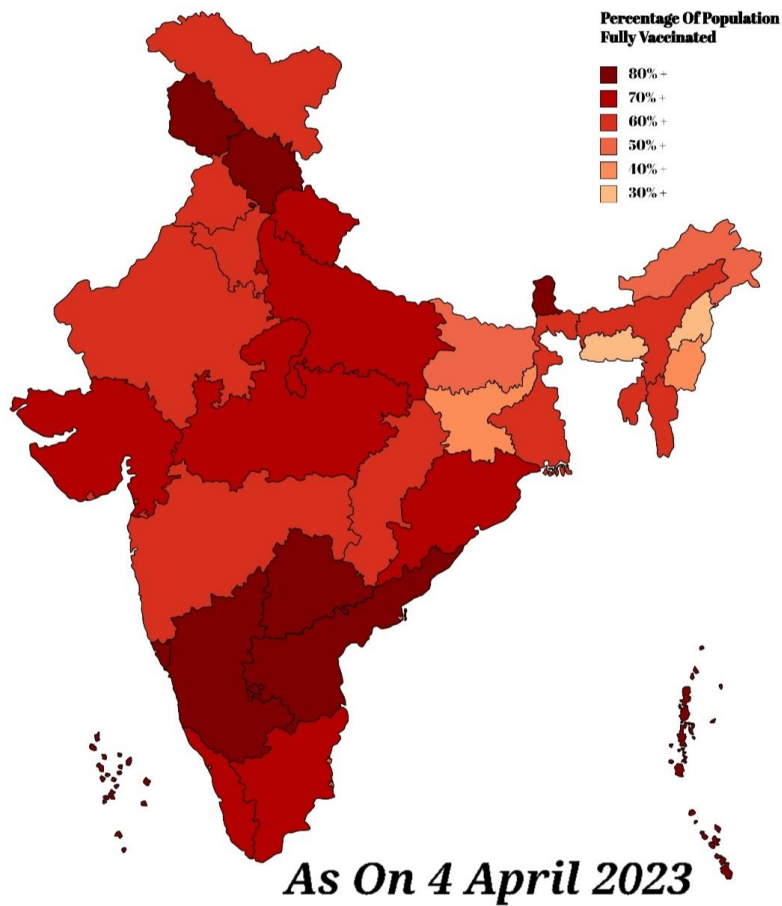 Percentage Of Population
Fully Vaccinated
80% +
70% +
60% +
50% +
40% +
30% +
As On 4 April 2023